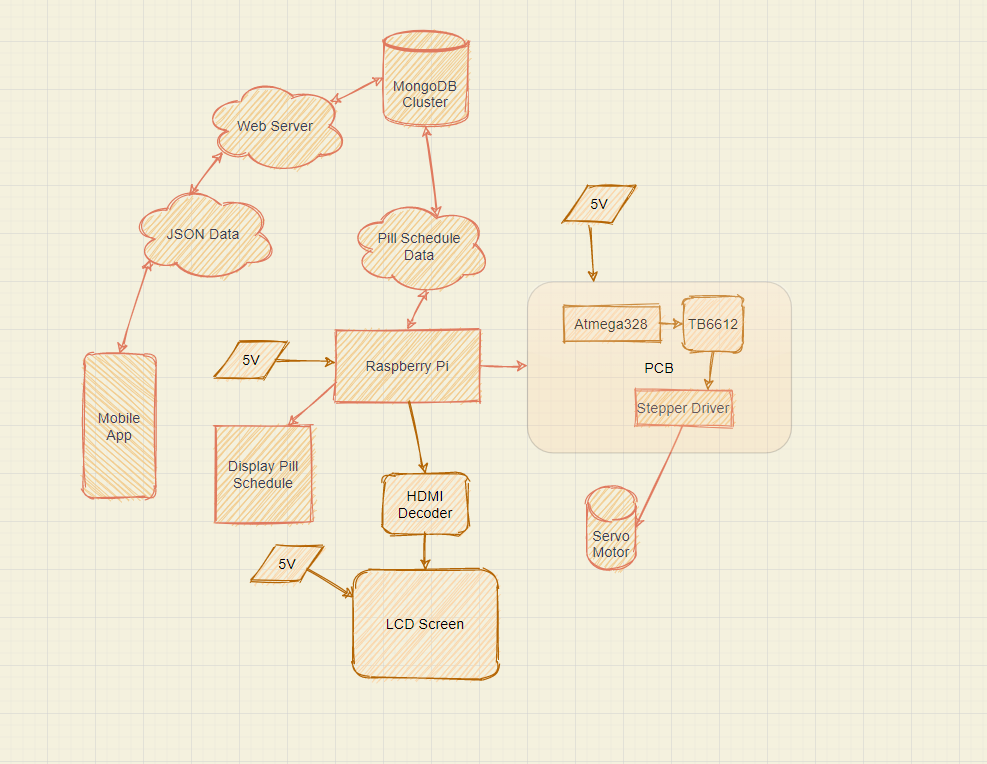 MongoDB
Cluster
Web Server
JSON Data
Pill Schedule
Data
5V
Atmega328
TB6612
PCB
Stepper Driver
5V
Raspberry Pi
Mobile
App
Display Pill
Schedule
HDMI
Decoder
Servo
Motor
5V
LCD Screen